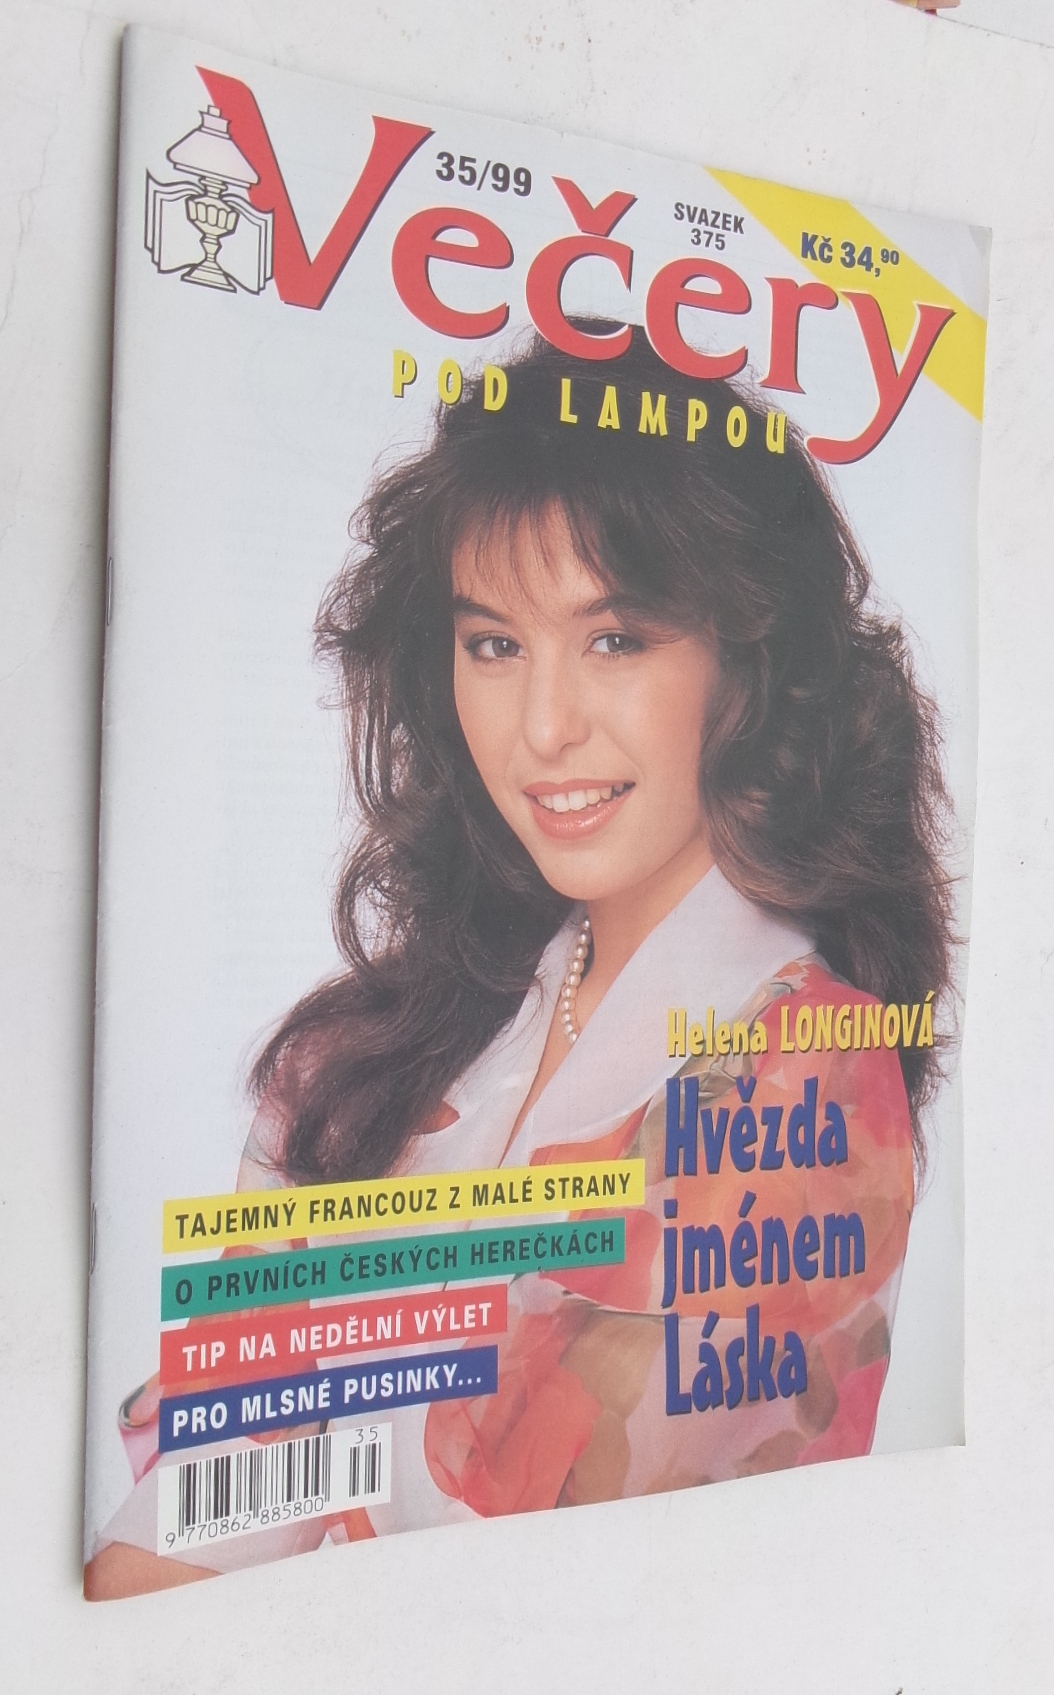 35/99
SVAZEK
375
Kč 34,90
Večery
POD LAMPOU
Helena LONGINOVÁ
Hvězda
jménem
Láska
TAJEMNÝ FRANCOUZ Z MALÉ STRANY
O PRVNÍCH ČESKÝCH HEREČKÁCH
TIP NA NEDĚLNÍ VÝLET
PRO MLSNÉ PUSINKY...
35
9 770862 885800